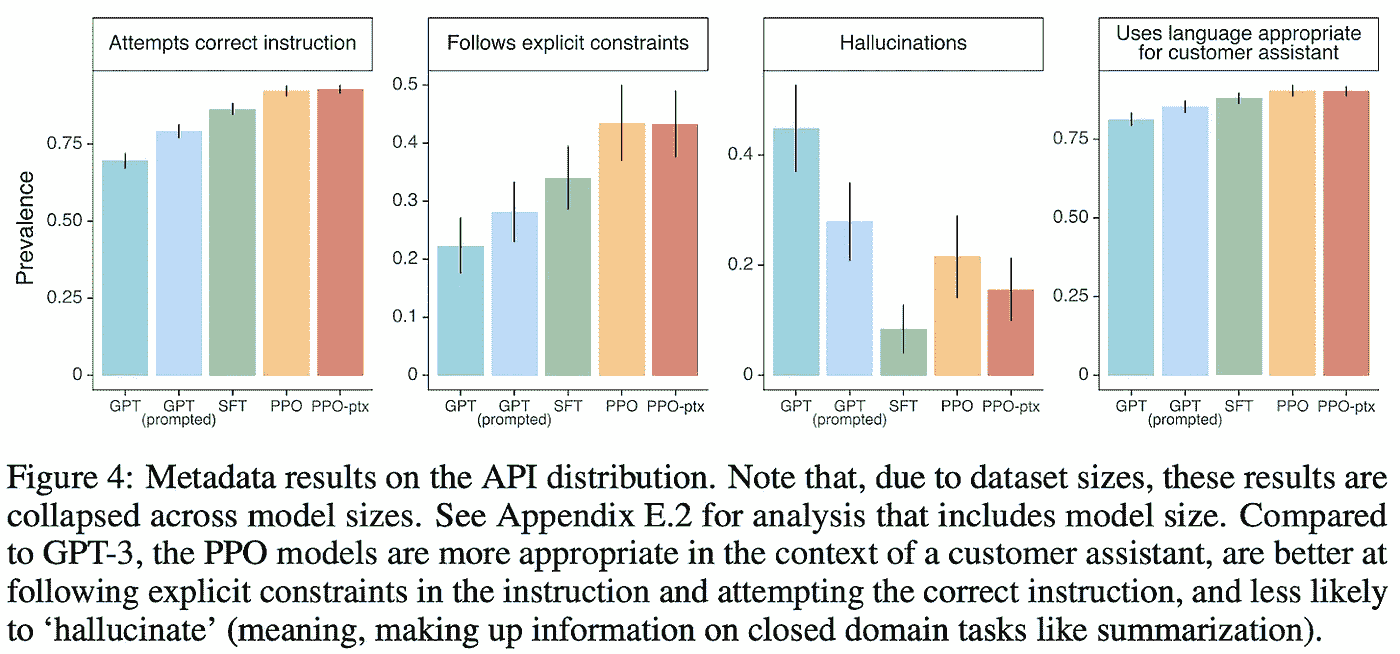 Attempts correct instruction
Follows explicit constraints
Hallucinations
Uses language appropriate
for customer assistant
Prevalence
0.75
0.50
0.25
0
GPT
GPT
(prompted)
SFT
PPO
PPO-ptx
0.5
0.4
0.3
0.2
0.1
0
GPT
GPT
(prompted)
SFT
PPO
PPO-ptx
0.4
0.2
0
GPT
GPT
(prompted)
SFT
PPO
PPO-ptx
0.75
0.50
0.25
0
GPT
GPT
(prompted)
SFT
PPO
PPO-ptx
Figure 4: Metadata results on the API distribution. Note that, due to dataset sizes, these results are
collapsed across model sizes. See Appendix E.2 for analysis that includes model size. Compared
to GPT-3, the PPO models are more appropriate in the context of a customer assistant, are better at
following explicit constraints in the instruction and attempting the correct instruction, and less likely
to ‘hallucinate’ (meaning, making up information on closed domain tasks like summarization).